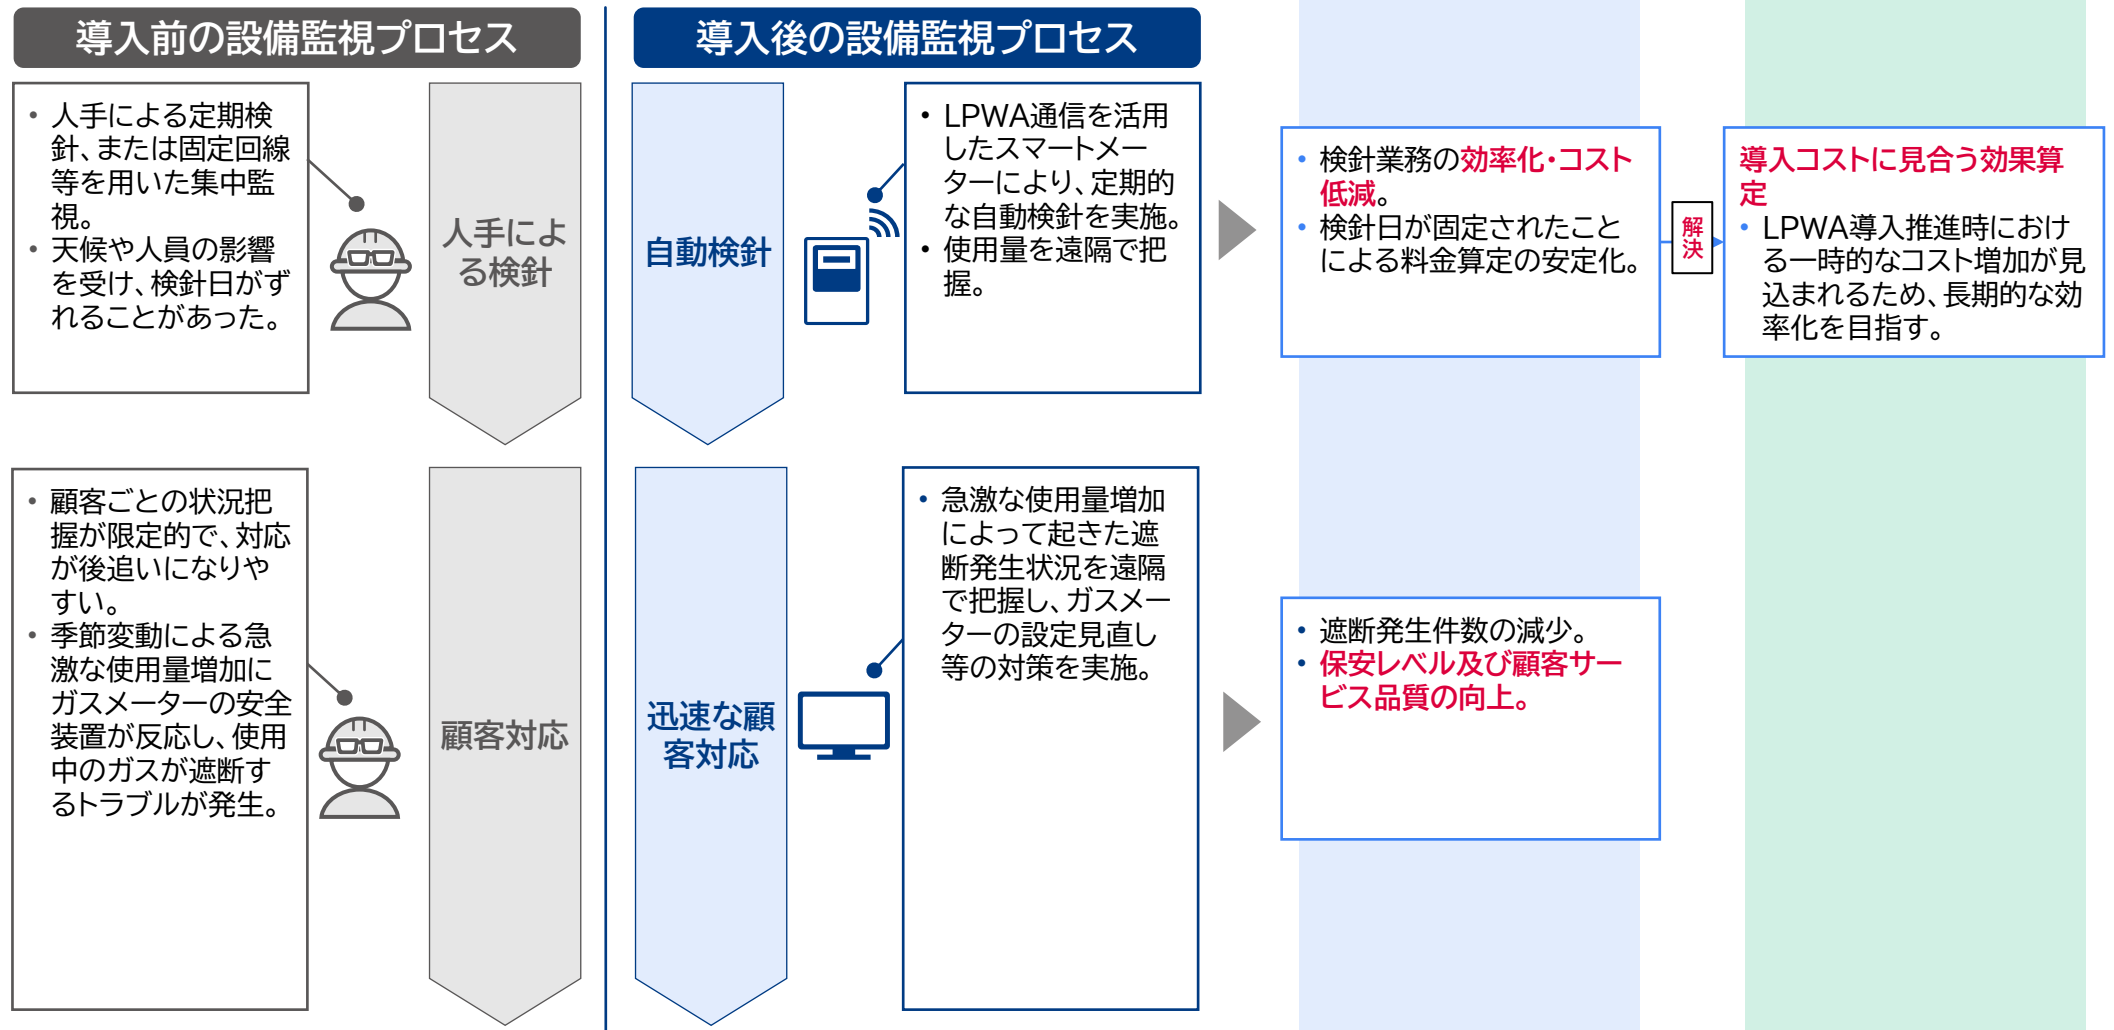 導入前の設備監視プロセス
・人手による定期検
針、または固定回線
等を用いた集中監
視。
・天候や人員の影響
を受け、検針日がず
れることがあった。
人手によ
る検針
・顧客ごとの状況把
握が限定的で、対応
が後追いになりや
すい。
・季節変動による急
激な使用量増加に
ガスメーターの安全
装置が反応し、使用
中のガスが遮断す
るトラブルが発生。
顧客対応
導入後の設備監視プロセス
自動検針
・LPWA通信を活用
したスマートメー
ターにより、定期的
な自動検針を実施。
・使用量を遠隔で把
握。
・検針業務の効率化・コスト
低減。
・検針日が固定されたこと
による料金算定の安定化。
解
決
導入コストに見合う効果算
定
・LPWA導入推進時におけ
る一時的なコスト増加が見
込まれるため、長期的な効
率化を目指す。
迅速な顧
客対応
・急激な使用量増加
によって起きた遮
断発生状況を遠隔
で把握し、ガスメー
ターの設定見直し
等の対策を実施。
・遮断発生件数の減少。
・保安レベル及び顧客サー
ビス品質の向上。